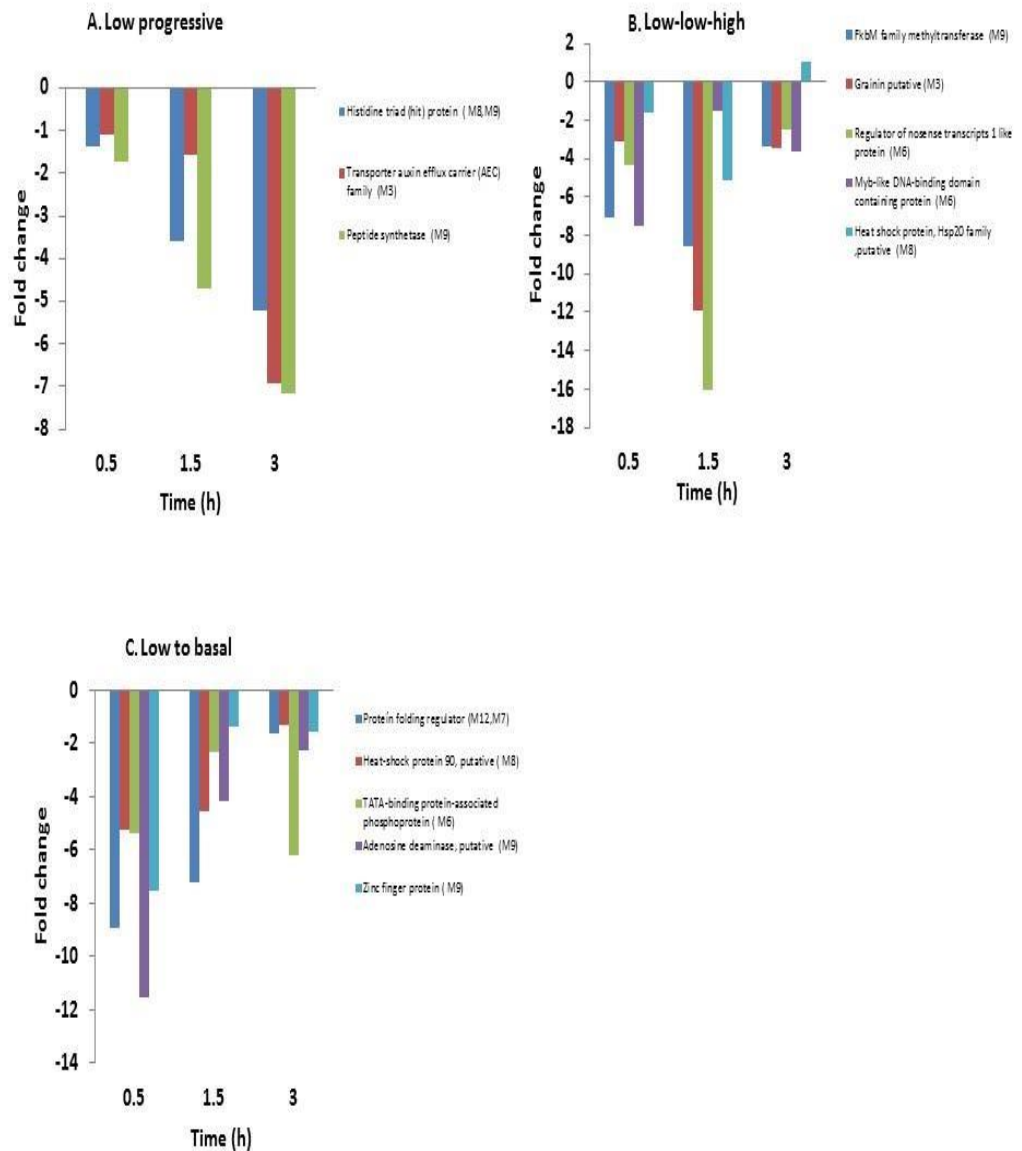 A. Low progressive
0
-1
-2
-3
-4
-5
-6
-7
-8
Fold change
0.5 1.5 3
Time (h)
Histidine triad (hit) protein ( M8,M9)
Transporter auxin efflux carrier (AEC)
family (M3)
Peptide synthetase (M9)
B. Low-low-high
2
0
-2
-4
-6
-8
-10
-12
-14
-16
-18
Fold change
0.5 1.5 3
Time (h)
FkbM family methyltransferase (M9)
Grainin putative (M3)
Regulator of nosense transcripts 1 like
protein (M6)
Myb-like DNA-binding domain
containing protein (M6)
Heat shock protein, Hsp20 family
,putative (M8)
C. Low to basal
0
-2
-4
-6
-8
-10
-12
-14
Fold change
0.5 1.5 3
Time (h)
Protein folding regulator (M12,M7)
Heat-shock protein 90, putative ( M8)
TATA-binding protein-associated
phosphoprotein ( M6)
Adenosine deaminase, putative (M9)
Zinc finger protein ( M9)